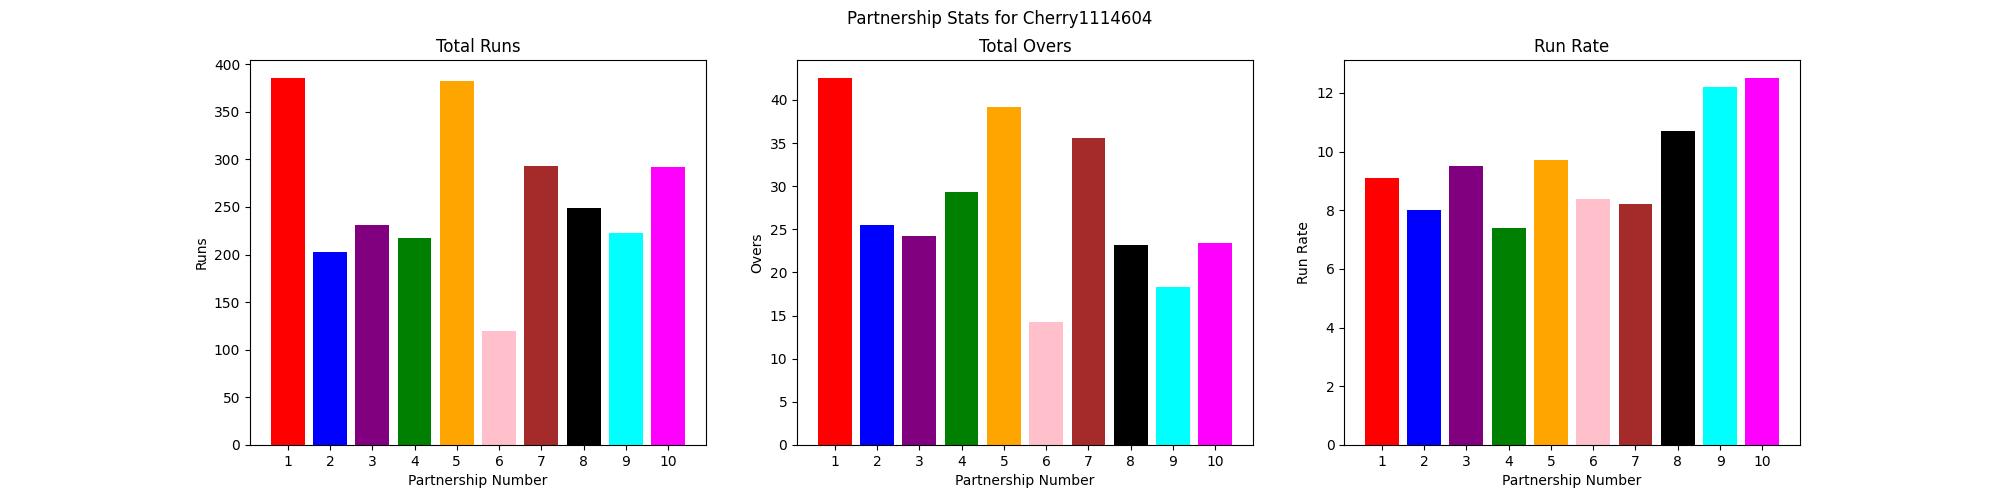 Partnership Stats for Cherry1114604
Total Runs
400
350
300
250
200
150
100
50
0
Runs
1 2 3 4 5 6 7 8 9 10
Partnership Number
Total Overs
40
35
30
25
20
15
10
5
0
Overs
1 2 3 4 5 6 7 8 9 10
Partnership Number
Run Rate
12
10
8
6
4
2
0
Run Rate
1 2 3 4 5 6 7 8 9 10
Partnership Number